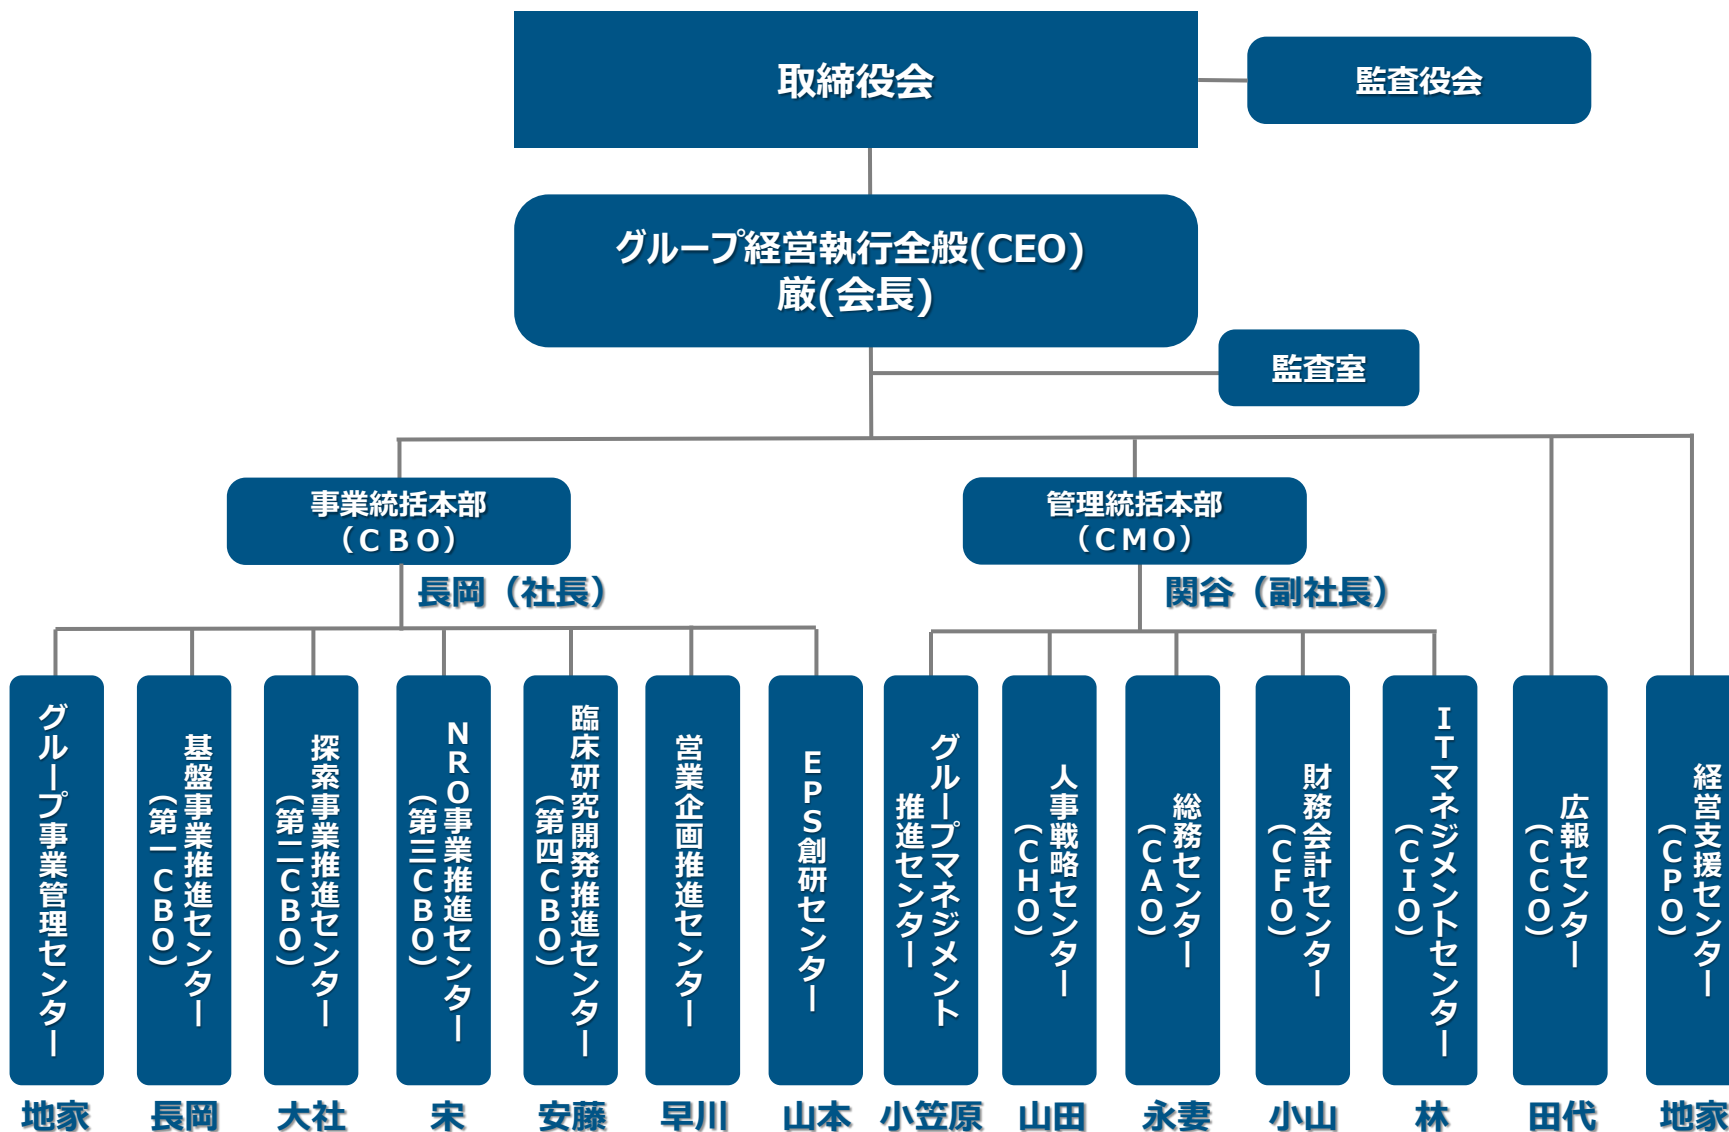 取締役会
監査役会
グループ経営執行全般(CEO)
厳(会長)
監査室
事業統括本部
（ＣＢＯ）
長岡（社長）
管理統括本部
（ＣＭＯ）
関谷（副社長）
グループ事業管理センター
基盤事業推進センター
（第一ＣＢＯ）
探索事業推進センター
（第二ＣＢＯ）
ＮＲＯ事業推進センター
（第三ＣＢＯ）
臨床研究開発推進センター
（第四ＣＢＯ）
営業企画推進センター
ＥＰＳ創研センター
グループマネジメント
推進センター
人事戦略センター
（ＣＨＯ）
総務センター
（ＣＡＯ）
財務会計センター
（ＣＦＯ）
ＩＴマネジメントセンター
（ＣＩＯ）
広報センター
（ＣＣＯ）
経営支援センター
（ＣＰＯ）
地家
長岡
大社
宋
安藤
早川
山本
小笠原
山田
永妻
小山
林
田代
地家